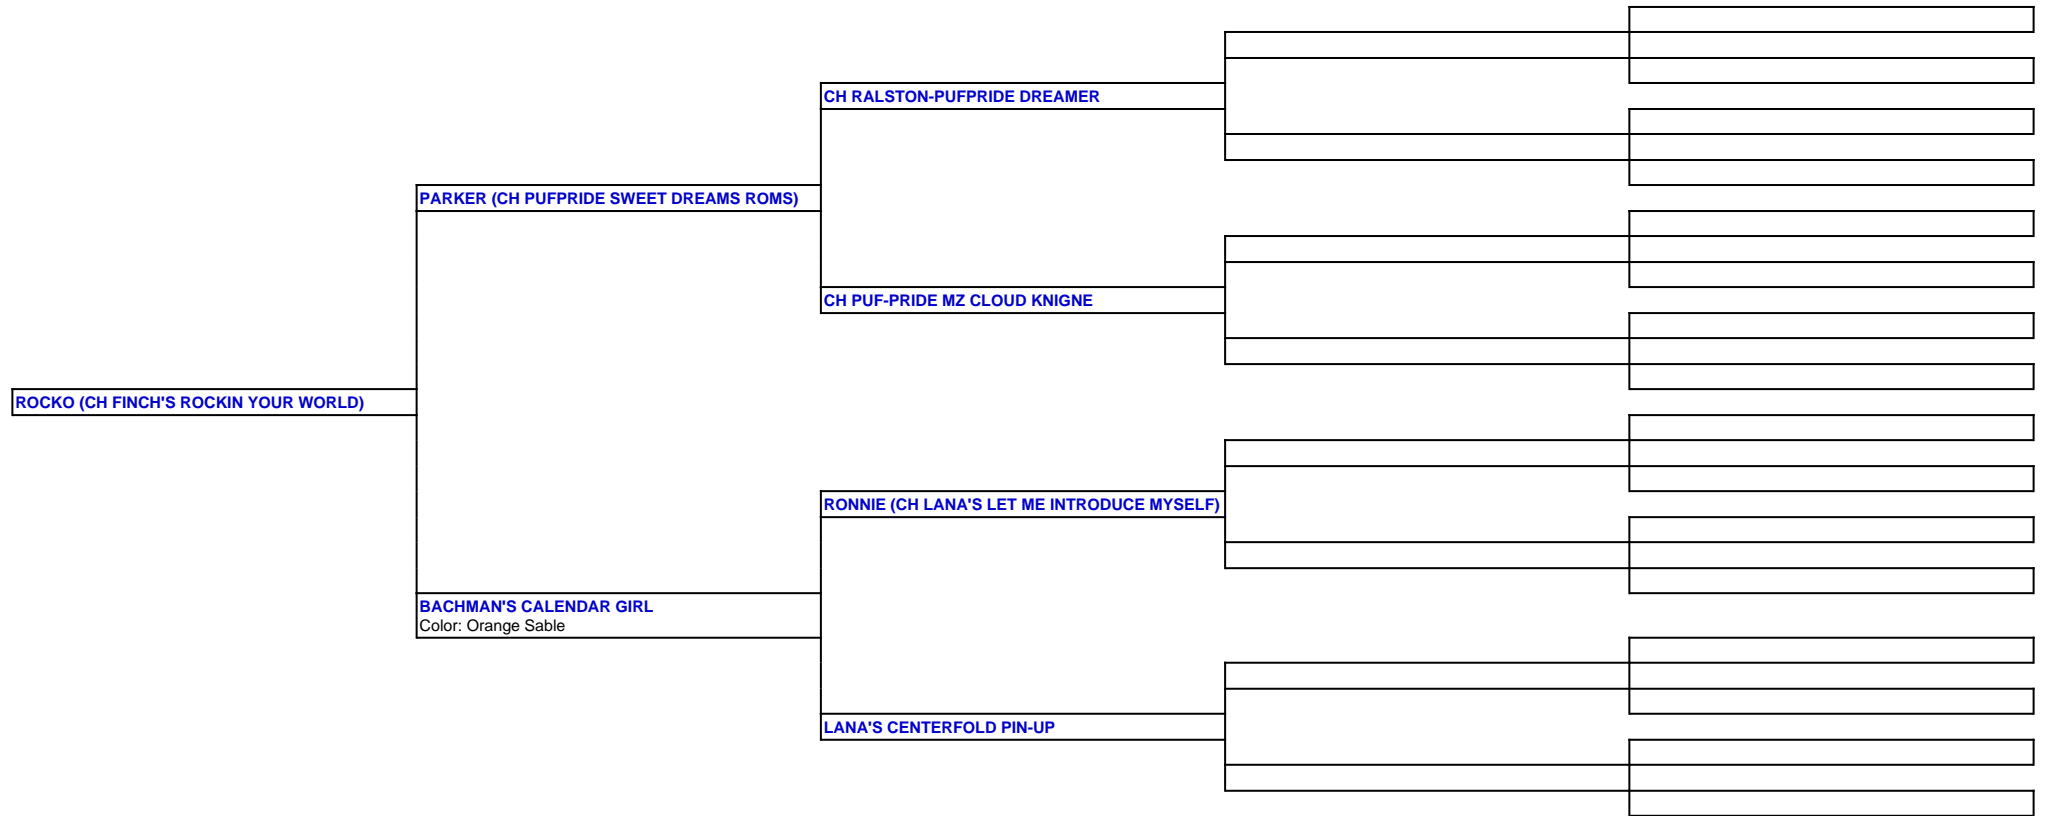 CH RALSTON-PUFPRIDE DREAMER
PARKER (CH PUFPRIDE SWEET DREAMS ROMS)
CH PUF-PRIDE MZ CLOUD KNIGNE
ROCKO (CH FINCH'S ROCKIN YOUR WORLD)
RONNIE (CH LANA'S LET ME INTRODUCE MYSELF)
BACHMAN'S CALENDAR GIRL
Color: Orange Sable
LANA'S CENTERFOLD PIN-UP